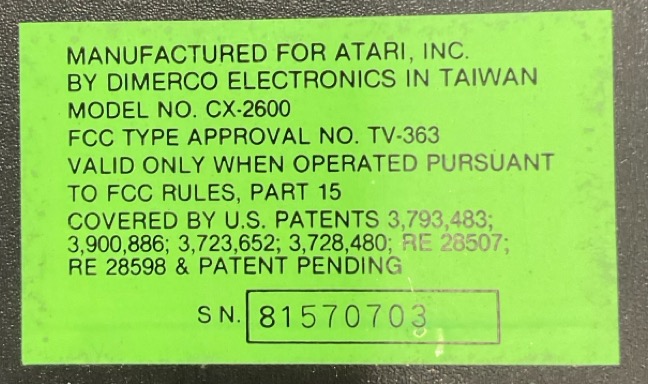 MANUFACTURED FOR ATARI, INC.
BY DIMERCO ELECTRONICS IN TAIWAN
MODEL NO. CX-2600
FCC TYPE APPROVAL NO. TV-363
VALID ONLY WHEN OPERATED PURSUANT
TO FCC RULES, PART 15
COVERED BY U.S. PATENTS 3,793,483;
3,900,886; 3,723,652; 3,728,480; RE 28507;
RE 28598 & PATENT PENDING
S N. 81570703